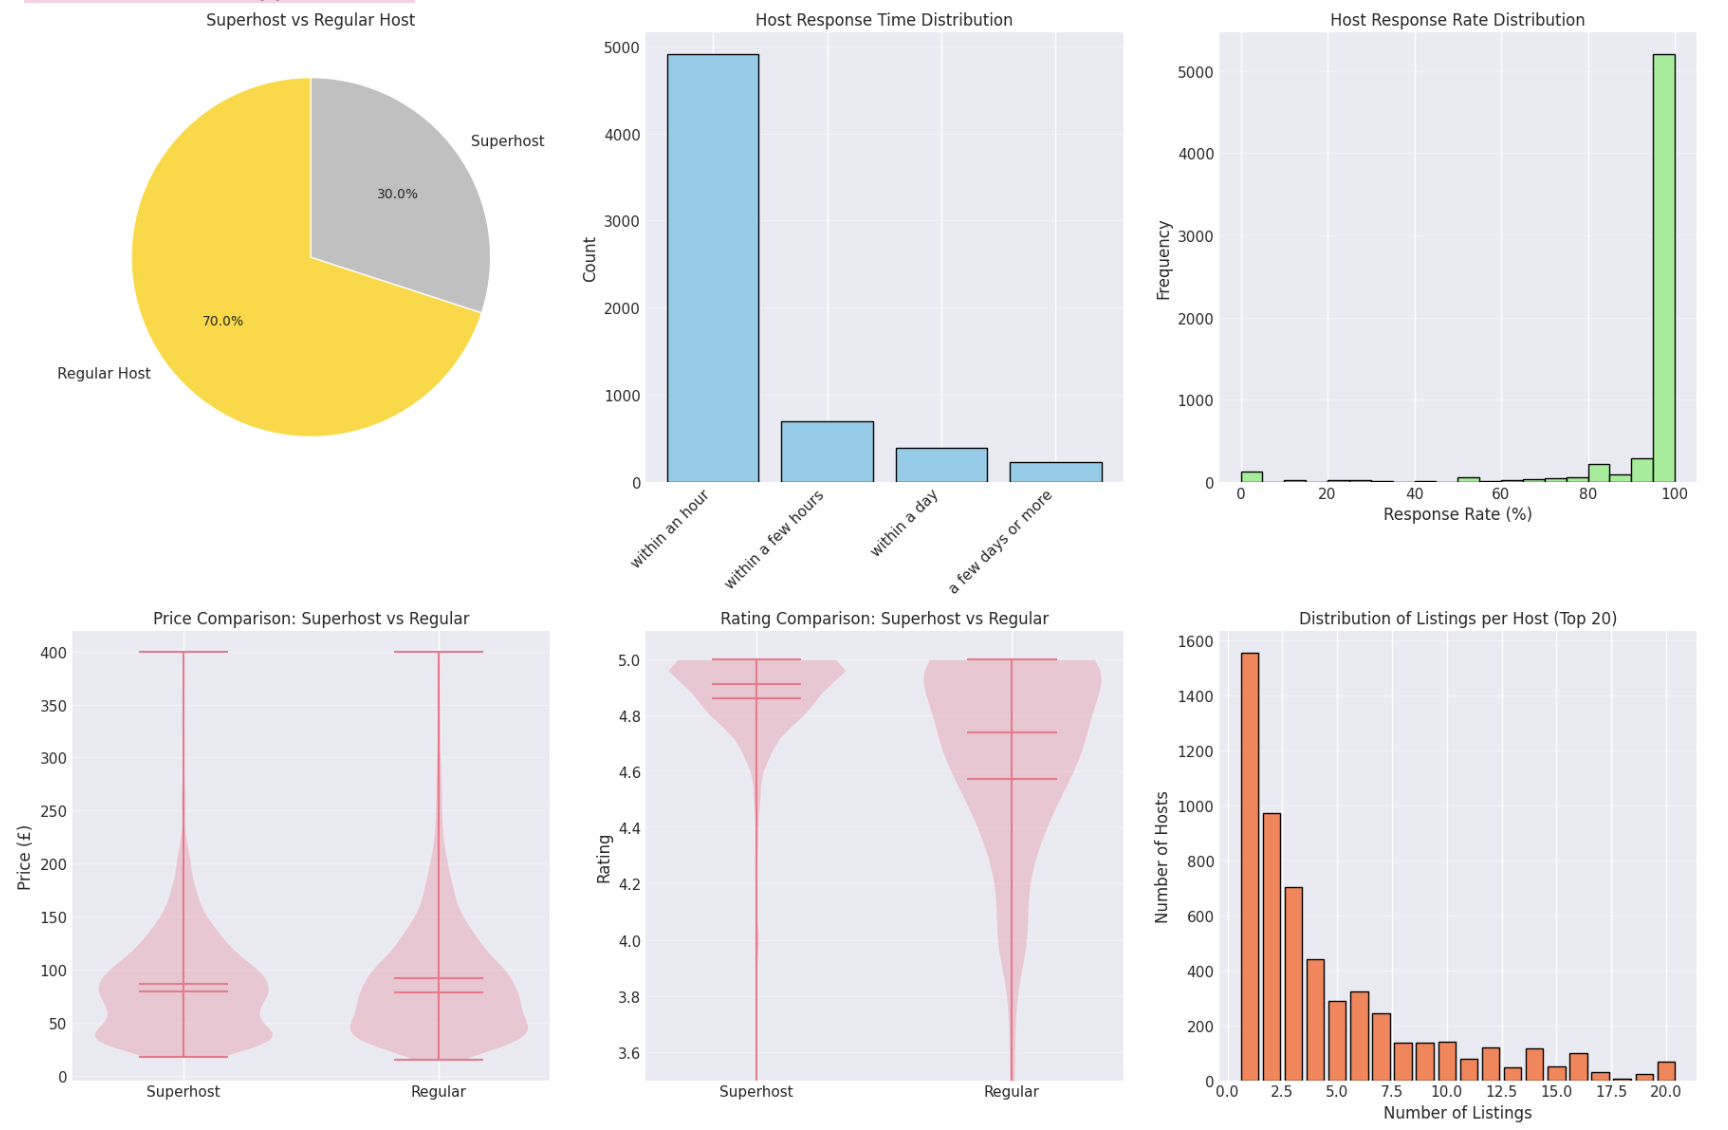 Superhost vs Regular Host
Superhost
30.0%
70.0%
Regular Host
Host Response Time Distribution
5000
4000
3000
2000
1000
0
Count
within an hour
within a few hours
within a day
a few days or more
Host Response Rate Distribution
5000
4000
3000
2000
1000
0
Frequency
0 20 40 60 80 100
Response Rate (%)
Price Comparison: Superhost vs Regular
400
350
300
250
200
150
100
50
0
Price (£)
Superhost Regular
Rating Comparison: Superhost vs Regular
5.0
4.8
4.6
4.4
4.2
4.0
3.8
3.6
Rating
Superhost Regular
Distribution of Listings per Host (Top 20)
1600
1400
1200
1000
800
600
400
200
0
Number of Hosts
0.0 2.5 5.0 7.5 10.0 12.5 15.0 17.5 20.0
Number of Listings